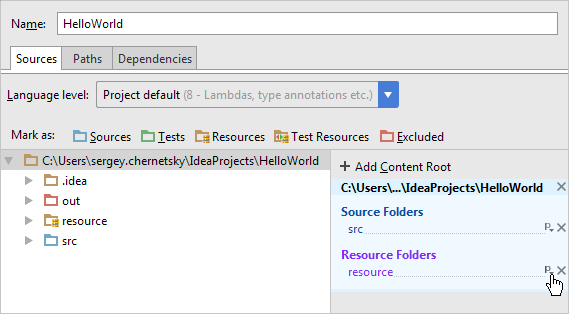 Name: HelloWorld
Sources Paths Dependencies
Language level: Project default (8 - Lambdas, type annotations etc.)
Mark as: Sources Tests Resources Test Resources Excluded
C:\Users\sergey.chernetsky\IdeaProjects\HelloWorld
.idea
out
resource
src
+ Add Content Root
C:\Users\...\IdeaProjects\HelloWorld
Source Folders
src P
Resource Folders
resource P